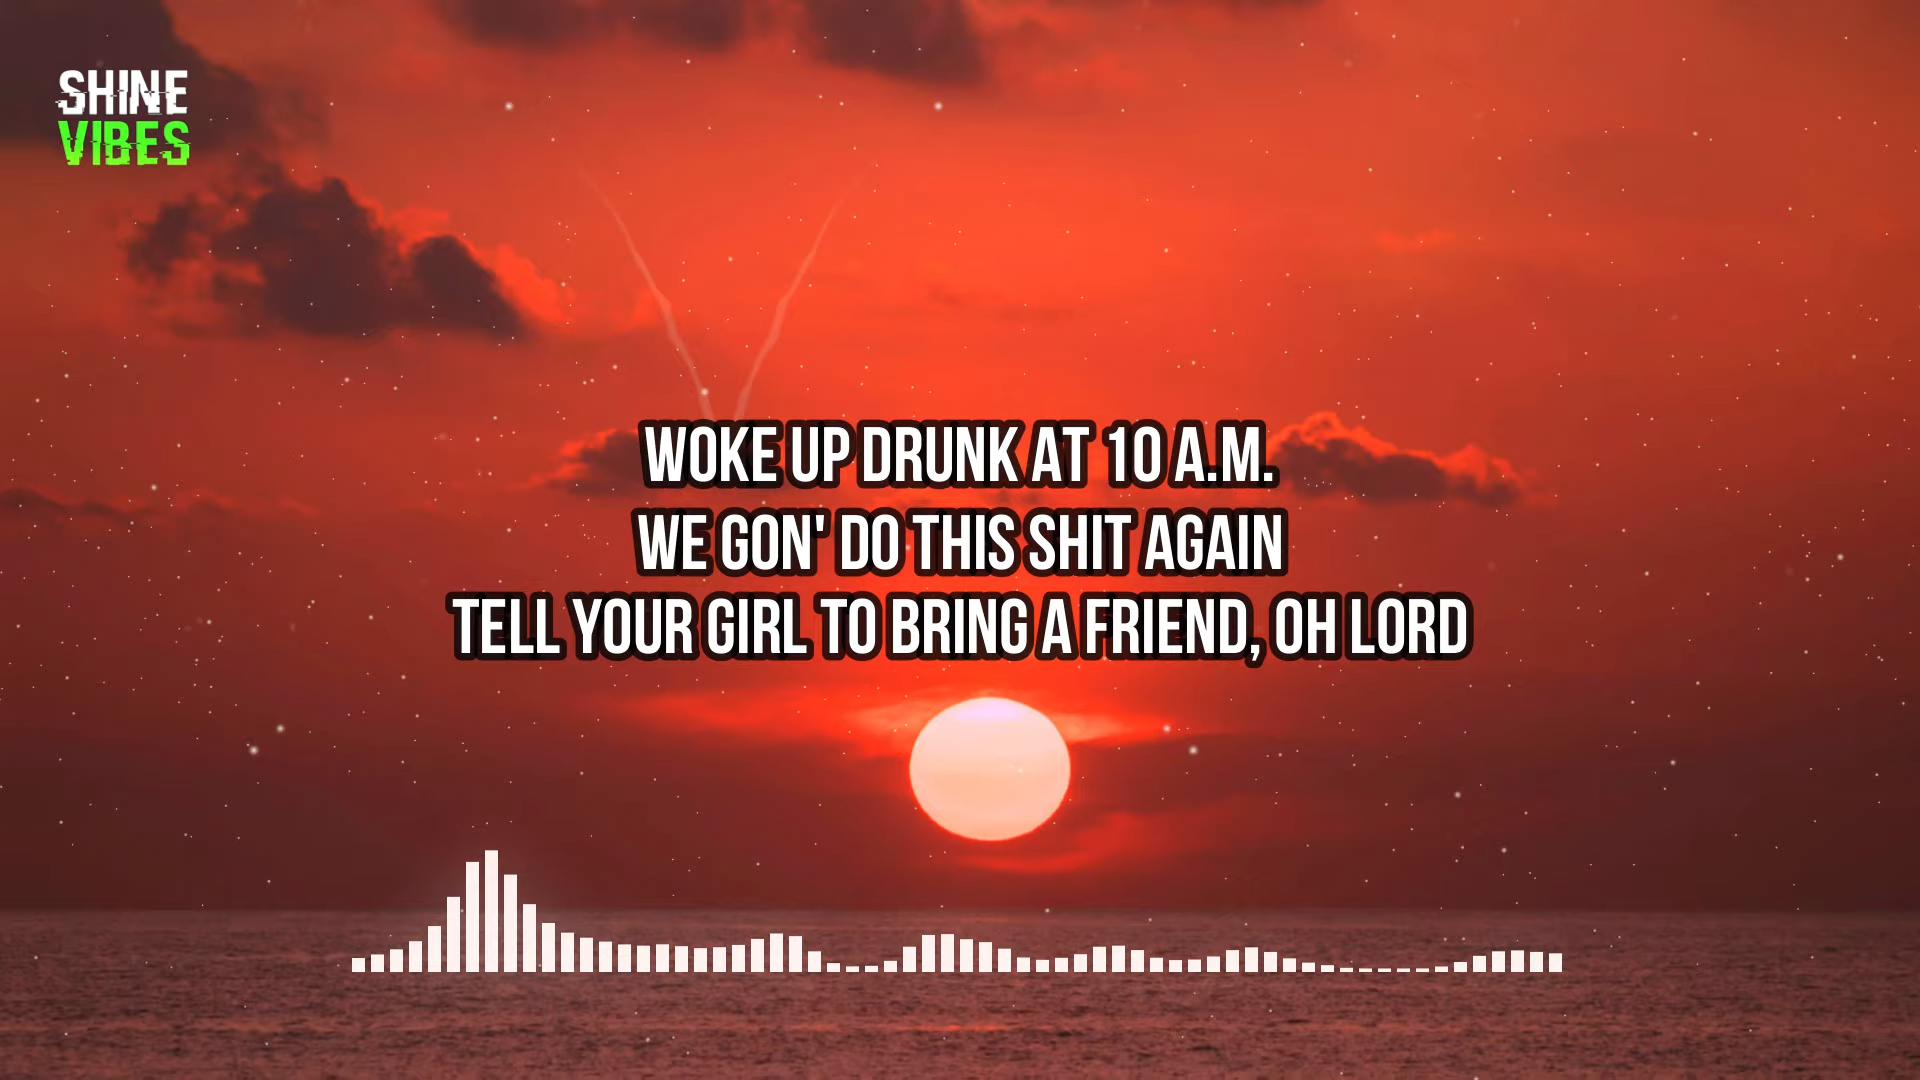 SHINE
VIBES
WOKE UP DRUNK AT 10 A.M.
WE GON' DO THIS SHIT AGAIN
TELL YOUR GIRL TO BRING A FRIEND, OH LORD